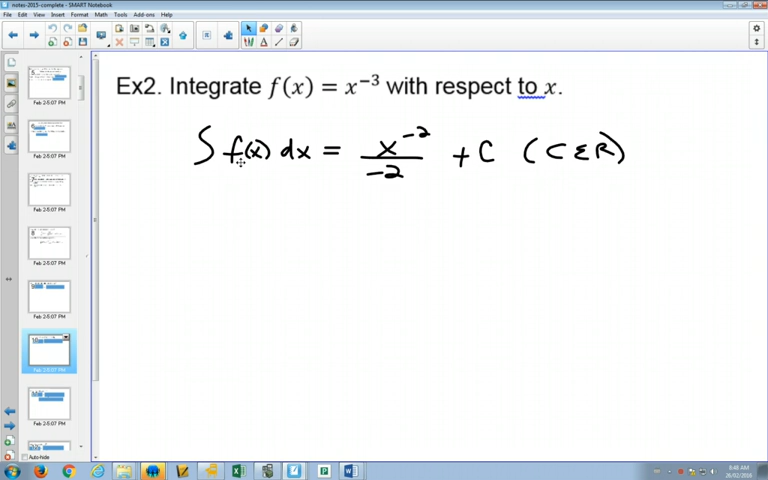 notes-2015-complete - SMART Notebook
File Edit View Insert Format Math Tools Add-ons Help
Ex2. Integrate f(x) = x⁻³ with respect to x.
∫ f(x) dx = x⁻² / -2 + C (C ε R)
Feb 2-5:07 PM
Feb 2-5:07 PM
Feb 2-5:07 PM
Feb 2-5:07 PM
Feb 2-5:07 PM
Feb 2-5:07 PM
Feb 2-5:07 PM
Auto-hide
8:48 AM
26/02/2016